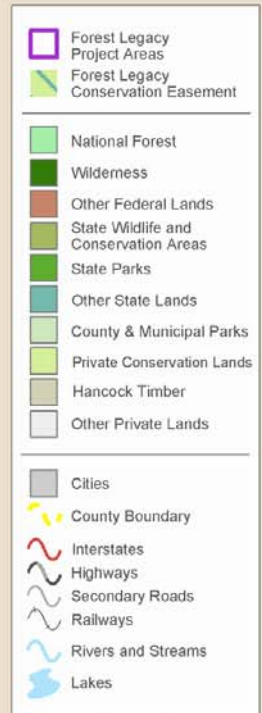 Forest Legacy
Project Areas
Forest Legacy
Conservation Easement
National Forest
Wilderness
Other Federal Lands
State Wildlife and
Conservation Areas
State Parks
Other State Lands
County & Municipal Parks
Private Conservation Lands
Hancock Timber
Other Private Lands
Cities
County Boundary
Interstates
Highways
Secondary Roads
Railways
Rivers and Streams
Lakes